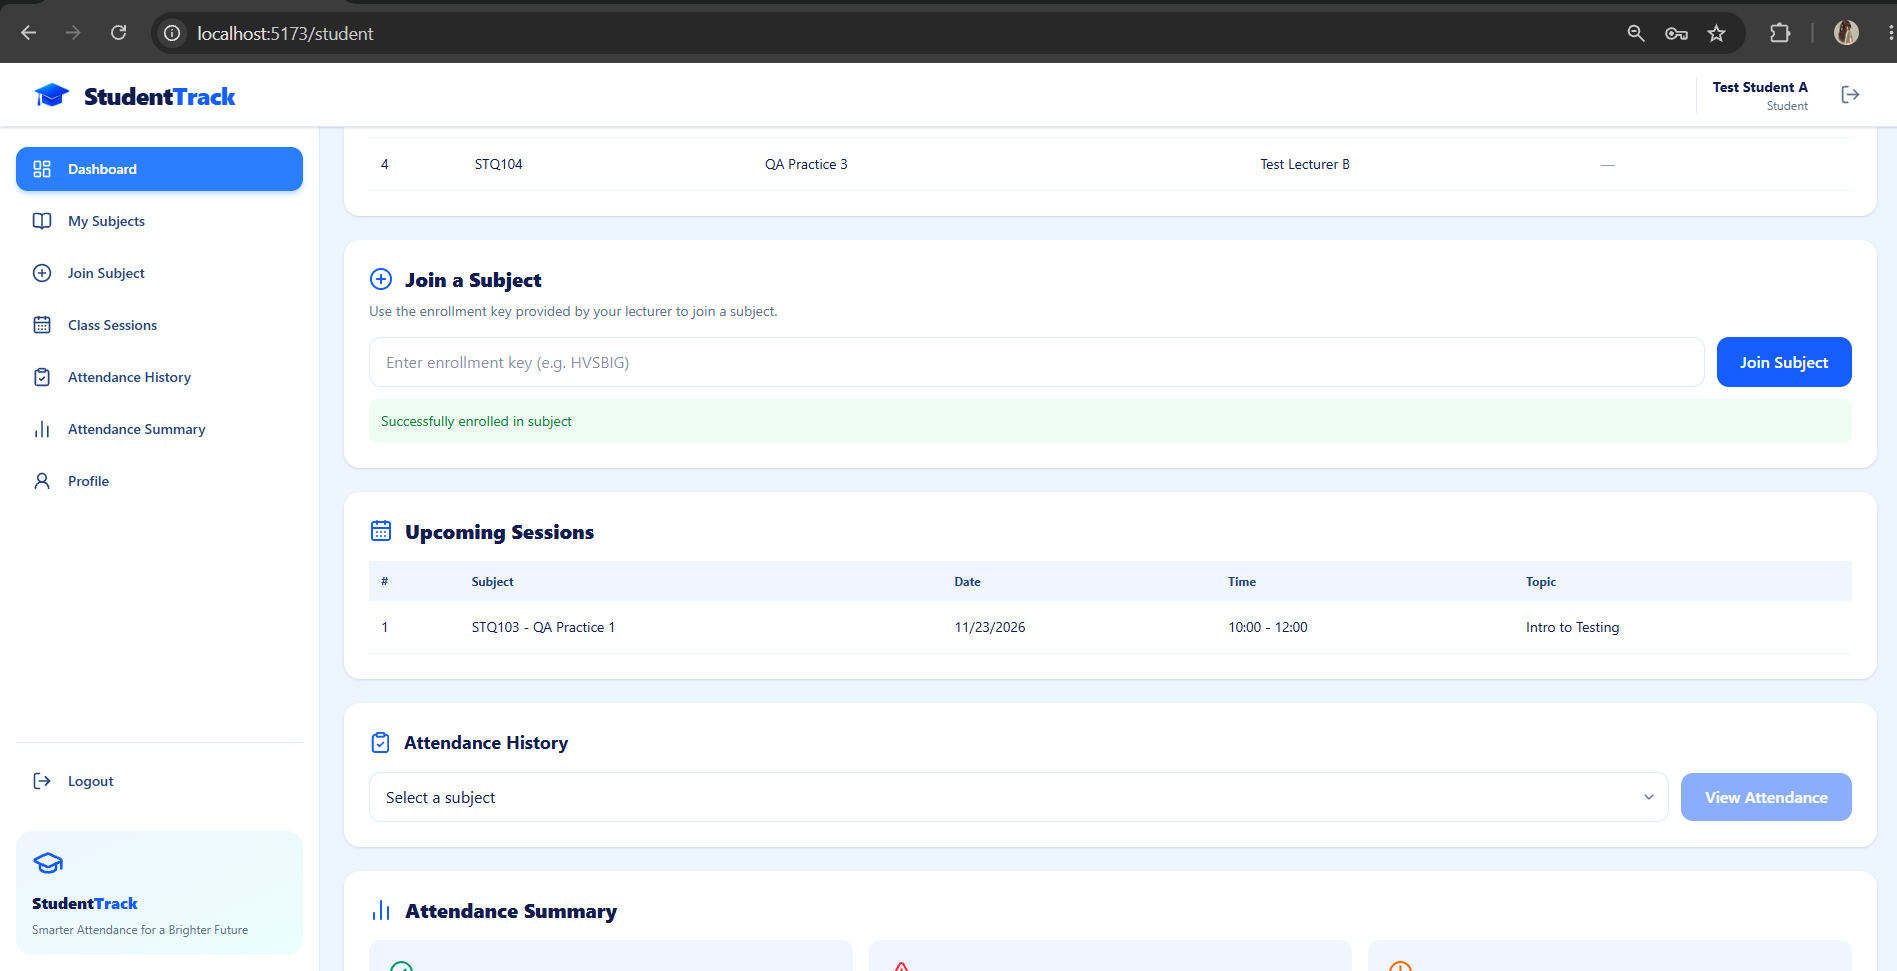 localhost:5173/student
StudentTrack
Test Student A
Student
Dashboard
My Subjects
Join Subject
Class Sessions
Attendance History
Attendance Summary
Profile
Logout
StudentTrack
Smarter Attendance for a Brighter Future
4 STQ104 QA Practice 3 Test Lecturer B —
Join a Subject
Use the enrollment key provided by your lecturer to join a subject.
Enter enrollment key (e.g. HVSBIG)
Join Subject
Successfully enrolled in subject
Upcoming Sessions
# Subject Date Time Topic
1 STQ103 - QA Practice 1 11/23/2026 10:00 - 12:00 Intro to Testing
Attendance History
Select a subject
View Attendance
Attendance Summary